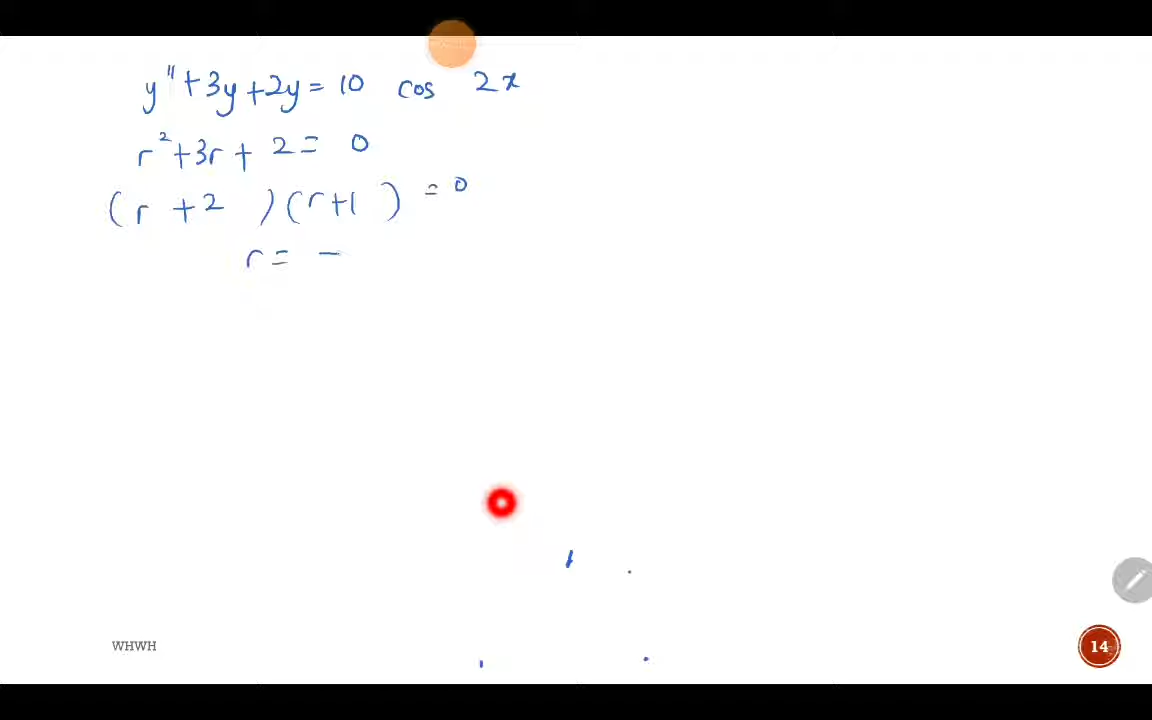 y" + 3y + 2y = 10 cos 2x
r² + 3r + 2 = 0
(r + 2 )(r+1 ) = 0
r = -
WHWH
14